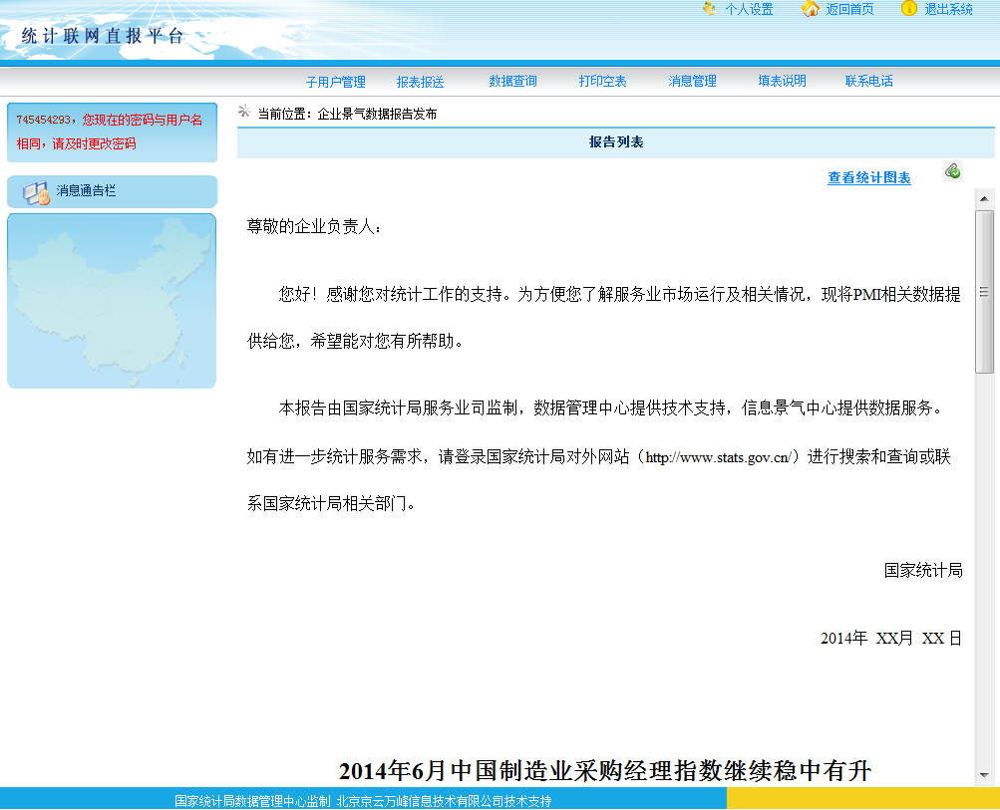 个人设置 返回首页 退出系统
统计联网直报平台
子用户管理 报表报送 数据查询 打印空表 消息管理 填表说明 联系电话
745454293，您现在的密码与用户名
相同，请及时更改密码
消息通告栏
当前位置：企业景气数据报告发布
报告列表
查看统计图表
尊敬的企业负责人：
您好！感谢您对统计工作的支持。为方便您了解服务业市场运行及相关情况，现将PMI相关数据提
供给您，希望能对您有所帮助。
本报告由国家统计局服务业司监制，数据管理中心提供技术支持，信息景气中心提供数据服务。
如有进一步统计服务需求，请登录国家统计局对外网站（http://www.stats.gov.cn/）进行搜索和查询或联
系国家统计局相关部门。
国家统计局
2014年 XX月 XX 日
2014年6月中国制造业采购经理指数继续稳中有升
国家统计局数据管理中心监制 北京京云万峰信息技术有限公司技术支持